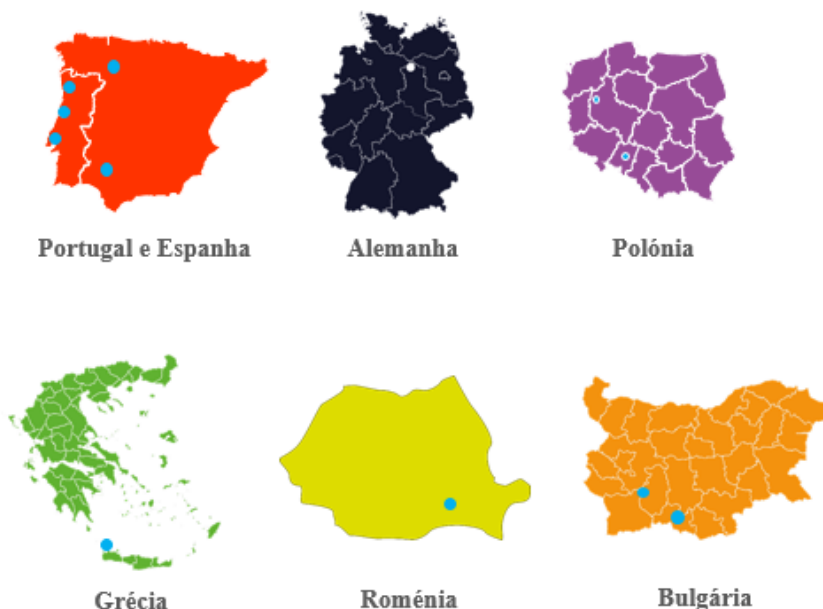 Portugal e Espanha
Alemanha
Polónia
Grécia
Roménia
Bulgária